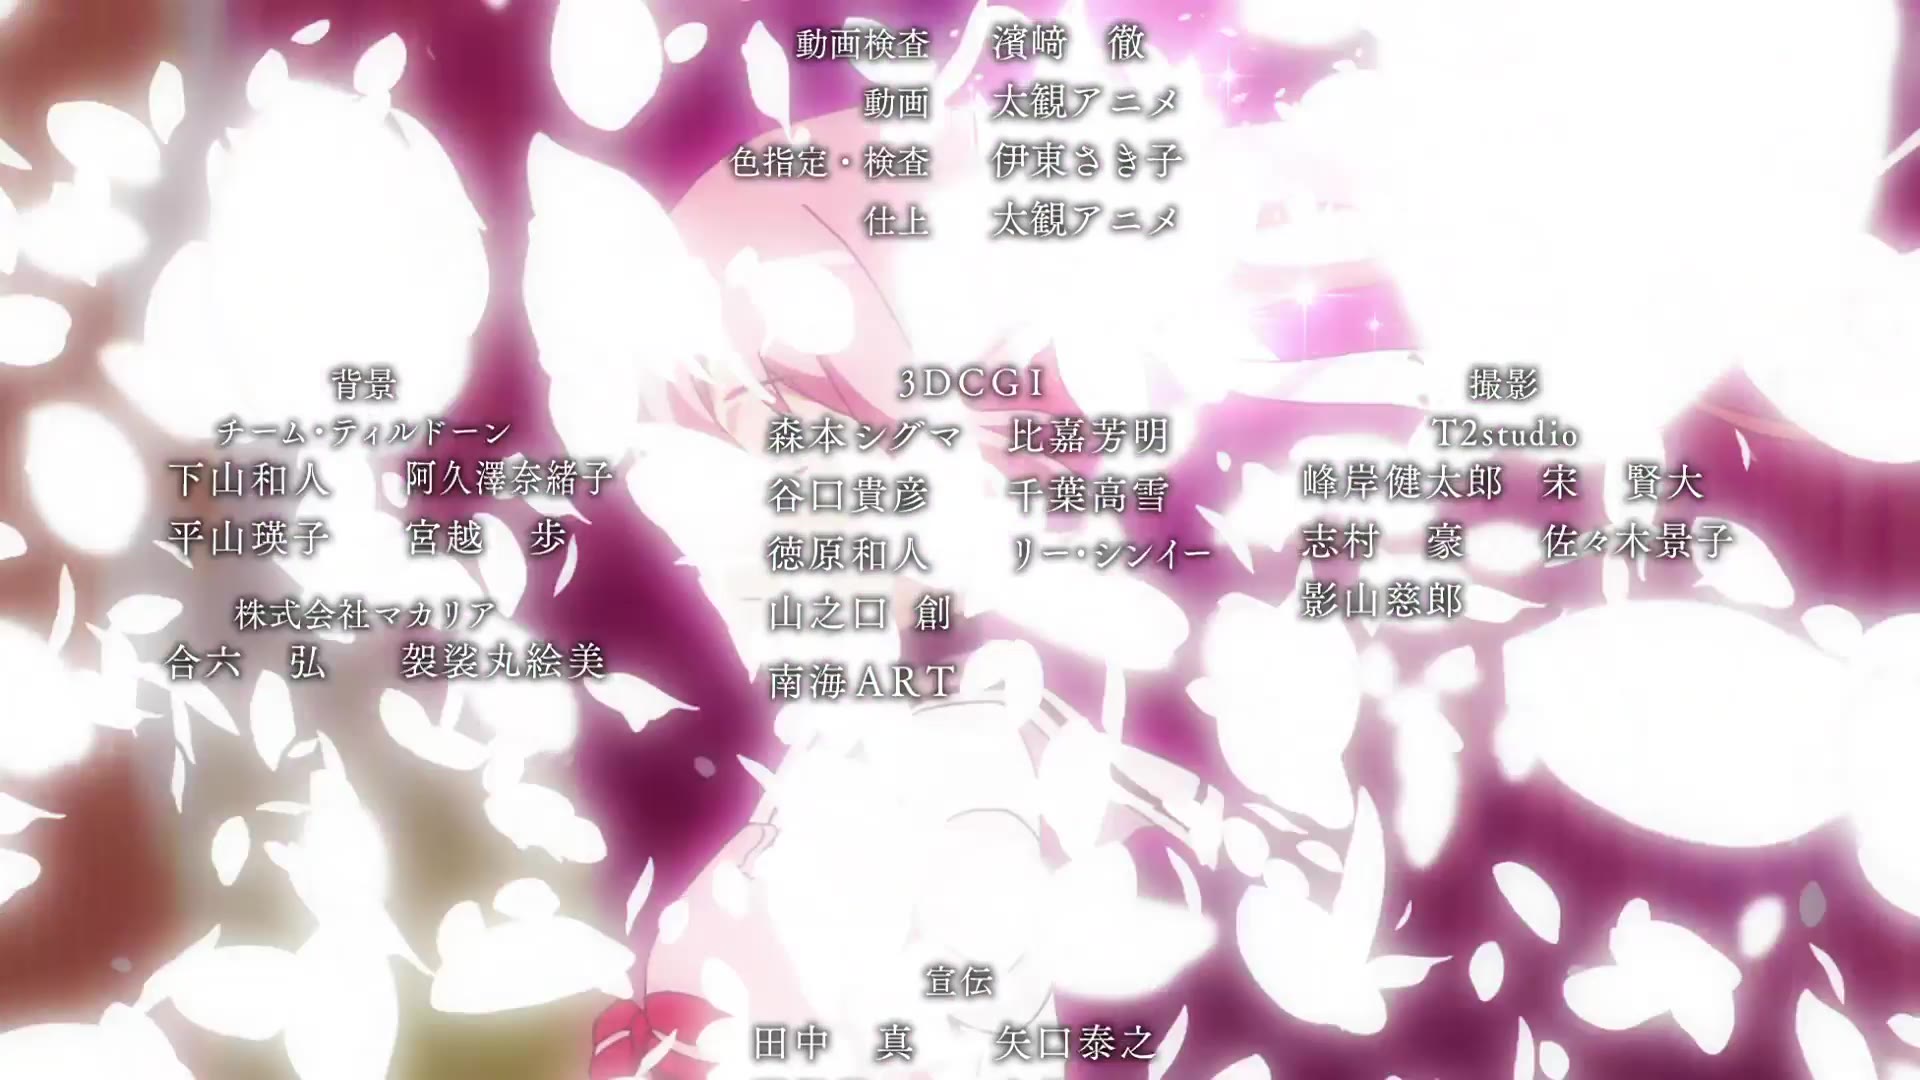 動画検査 濱﨑 徹
動画 太観アニメ
色指定・検査 伊東さき子
仕上 太観アニメ
背景
チーム・ティルドーン
下山和人 阿久澤奈緒子
平山瑛子 宮越 歩
株式会社マカリア
合六 弘 袈裟丸絵美
3DCGI
森本シグマ 比嘉芳明
谷口貴彦 千葉高雪
徳原和人 リー・シンイー
山之口 創
南海ART
撮影
T2studio
峰岸健太郎 宋 賢大
志村 豪 佐々木景子
影山慈郎
宣伝
田中 真 矢口泰之